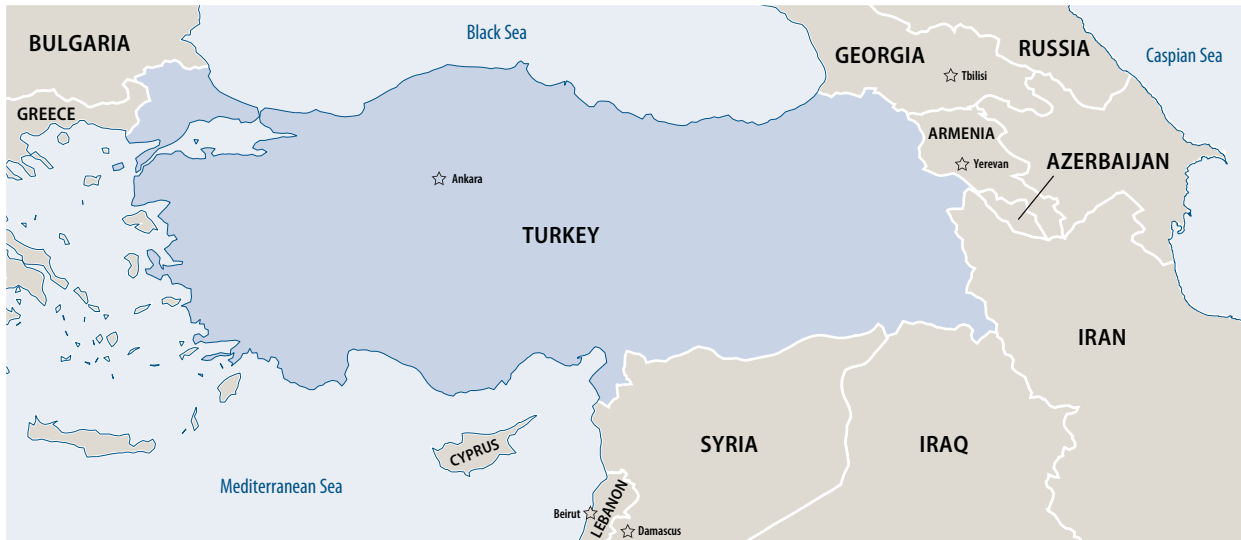 Black Sea
BULGARIA
RUSSIA
GEORGIA
Caspian Sea
Tbilisi
GREECE
ARMENIA
AZERBAIJAN
Yerevan
Ankara
TURKEY
IRAN
SYRIA
IRAQ
CYPRUS
Mediterranean Sea
LEBANON
Beirut
Damascus